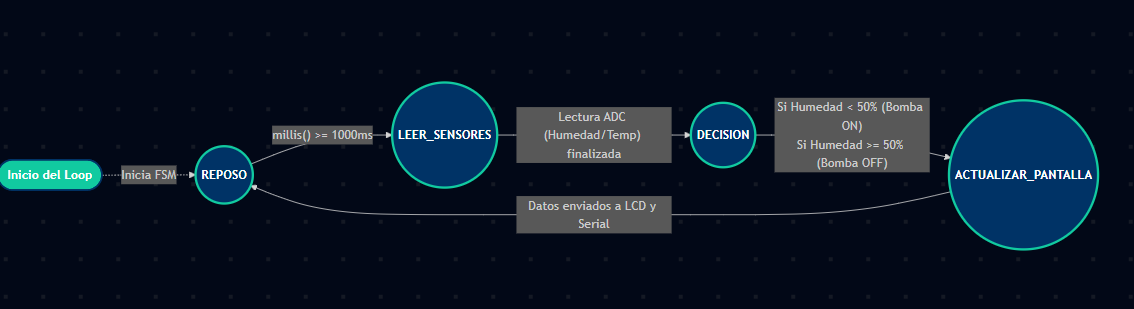 Inicio del Loop
Inicia FSM
REPOSO
millis() >= 1000ms
LEER_SENSORES
Lectura ADC
(Humedad/Temp)
finalizada
DECISION
Si Humedad < 50% (Bomba
ON)
Si Humedad >= 50%
(Bomba OFF)
ACTUALIZAR_PANTALLA
Datos enviados a LCD y
Serial